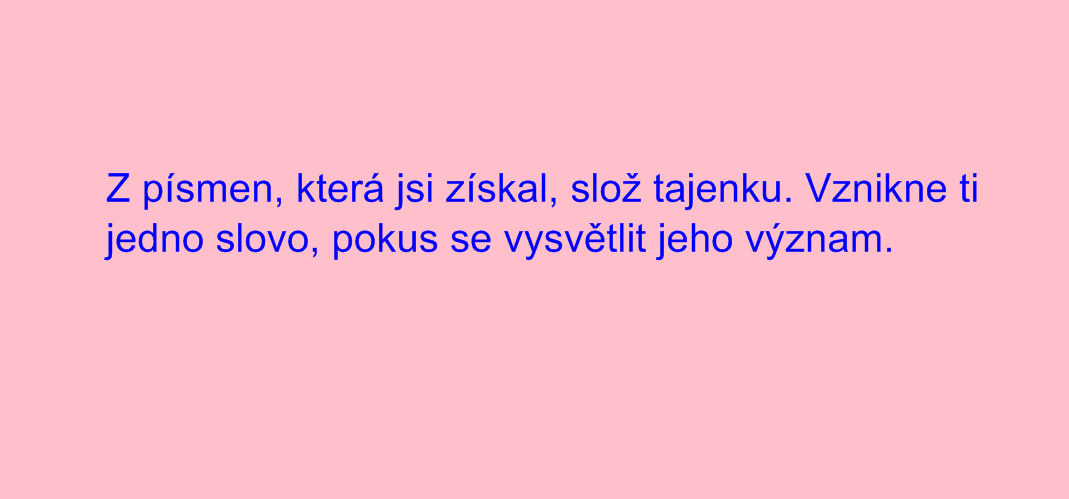 Z písmen, která jsi získal, slož tajenku. Vznikne ti
jedno slovo, pokus se vysvětlit jeho význam.